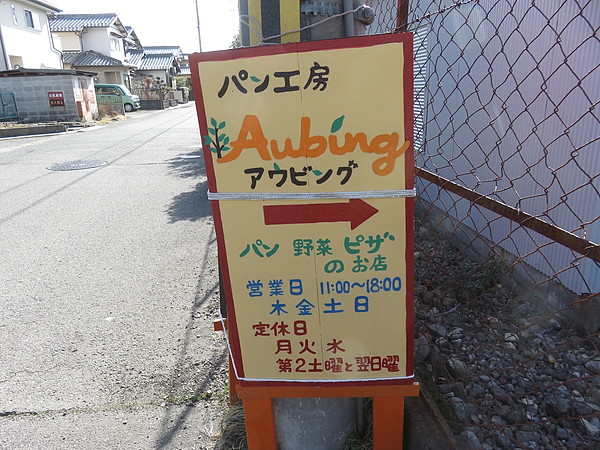 パン工房
Aubing
アウビング
パン 野菜 ピザ
のお店
営業日 11:00〜18:00
木金土日
定休日
月火水
第2土曜と翌日曜